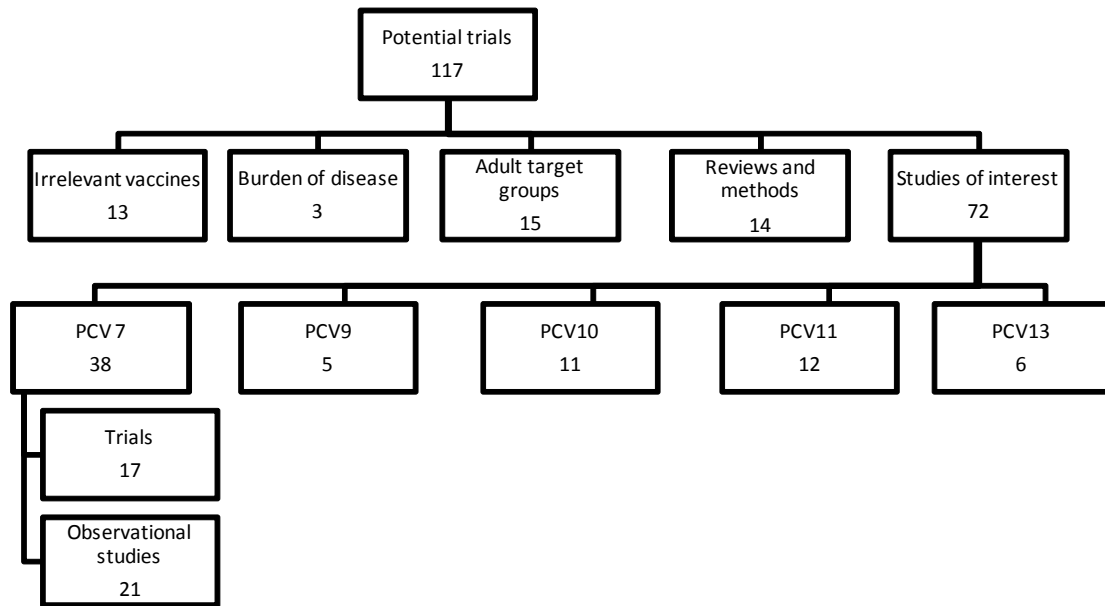 Potential trials
117
Irrelevant vaccines
13
Burden of disease
3
Adult target
groups
15
Reviews and
methods
14
Studies of interest
72
PCV 7
38
PCV9
5
PCV10
11
PCV11
12
PCV13
6
Trials
17
Observational
studies
21